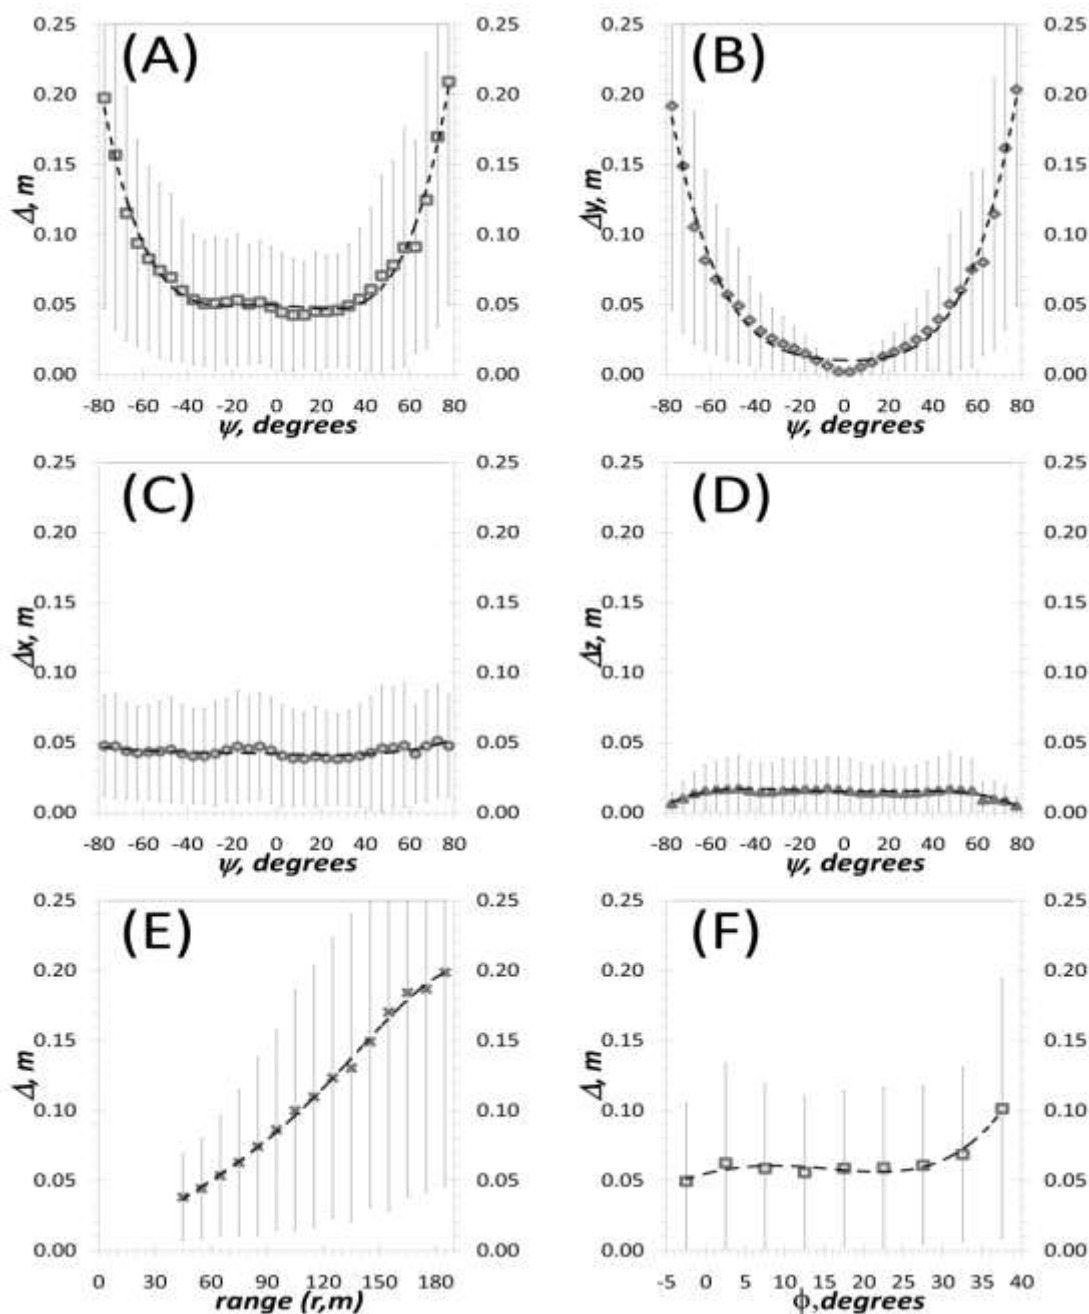 (A) (B)
0.25 0.25 0.25 0.25
0.20 0.20 0.20 0.20
0.15 0.15 0.15 0.15
0.10 0.10 0.10 0.10
0.05 0.05 0.05 0.05
0.00 0.00 0.00 0.00
Δ, m Δy, m
-80 -60 -40 -20 0 20 40 60 80 -80 -60 -40 -20 0 20 40 60 80
ψ, degrees ψ, degrees
(C) (D)
0.25 0.25 0.25 0.25
0.20 0.20 0.20 0.20
0.15 0.15 0.15 0.15
0.10 0.10 0.10 0.10
0.05 0.05 0.05 0.05
0.00 0.00 0.00 0.00
Δx, m Δz, m
-80 -60 -40 -20 0 20 40 60 80 -80 -60 -40 -20 0 20 40 60 80
ψ, degrees ψ, degrees
(E) (F)
0.25 0.25 0.25 0.25
0.20 0.20 0.20 0.20
0.15 0.15 0.15 0.15
0.10 0.10 0.10 0.10
0.05 0.05 0.05 0.05
0.00 0.00 0.00 0.00
Δ, m Δ, m
0 30 60 90 120 150 180 -5 0 5 10 15 20 25 30 35 40
range (r,m) ϕ,degrees